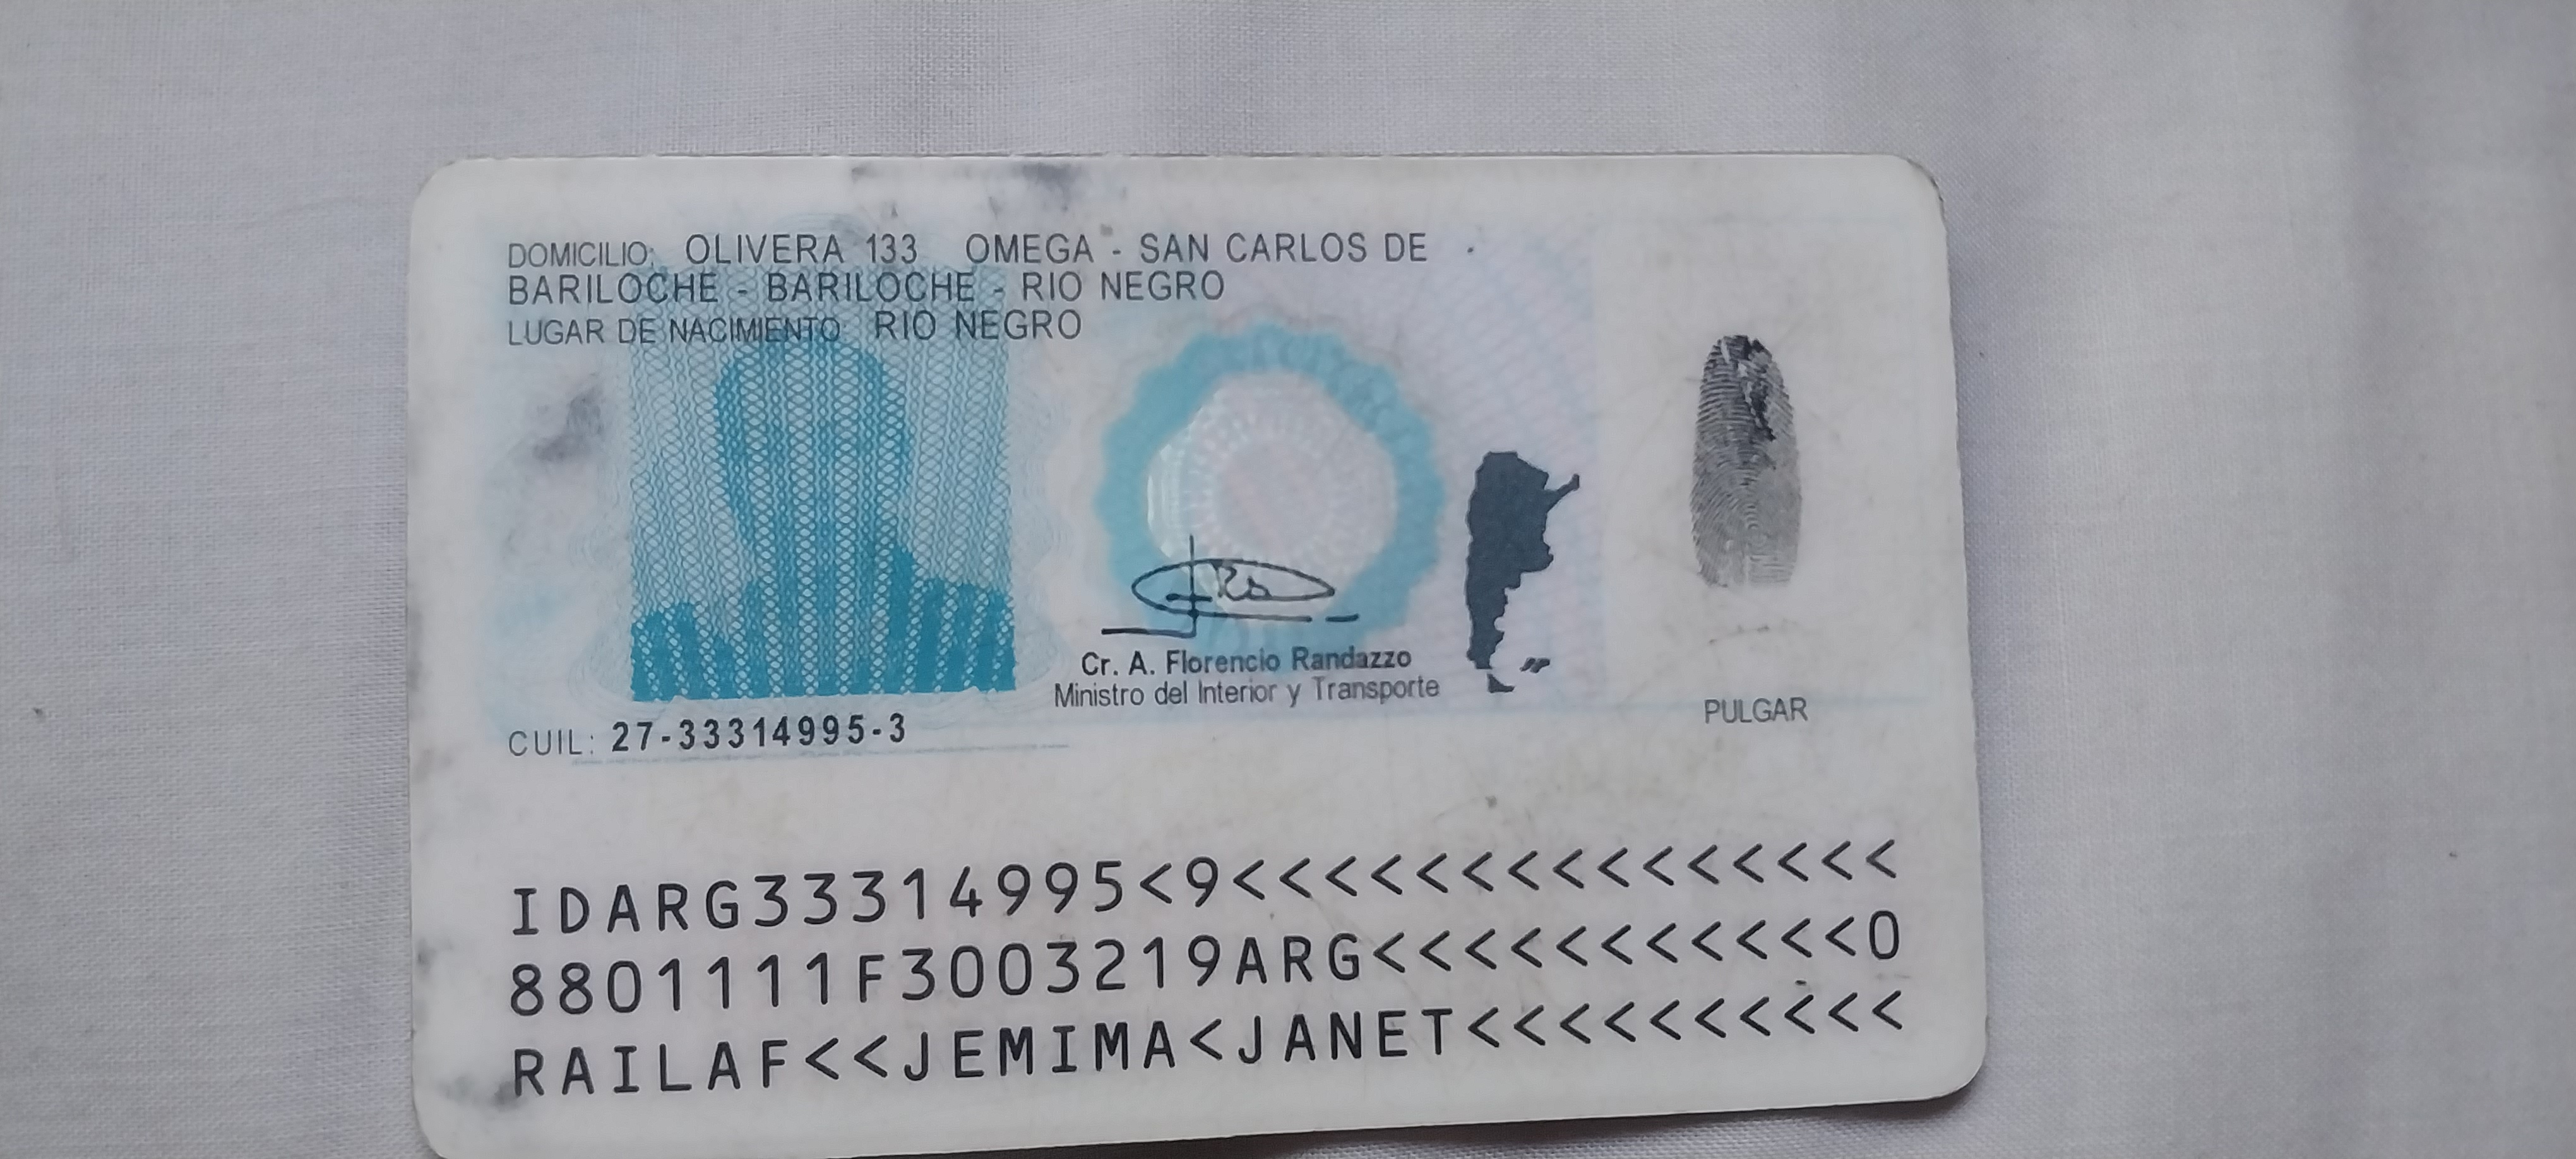 DOMICILIO: OLIVERA 133 OMEGA - SAN CARLOS DE
BARILOCHE - BARILOCHE - RIO NEGRO
LUGAR DE NACIMIENTO: RIO NEGRO
Cr. A. Florencio Randazzo
Ministro del Interior y Transporte
PULGAR
CUIL: 27-33314995-3
IDARG33314995<9<<<<<<<<<<<<<<<
8801111F3003219ARG<<<<<<<<<<<0
RAILAF<<JEMIMA<JANET<<<<<<<<<<